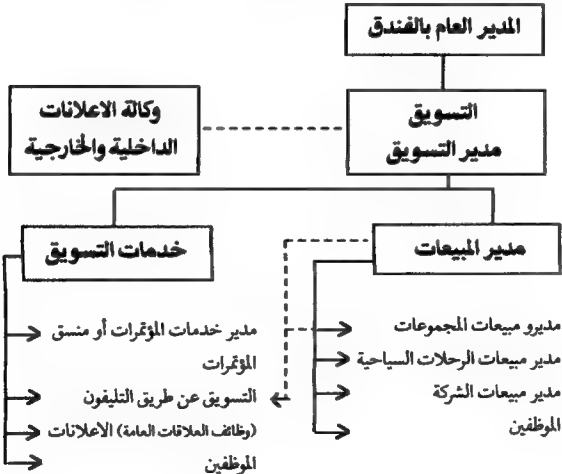 المدير العام بالفندق
التسويق
مدير التسويق
وكالة الاعلانات
الداخلية والخارجية
مدير المبيعات
خدمات التسويق
مديرو مبيعات المجموعات
مدير مبيعات الرحلات السياحية
مدير مبيعات الشركة
الموظفين
مدير خدمات المؤتمرات أو منسق
المؤتمرات
التسويق عن طريق التليفون
(وظائف العلاقات العامة) الاعلانات
الموظفين